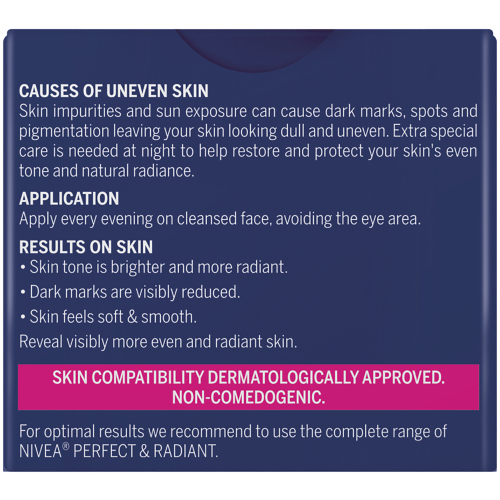 CAUSES OF UNEVEN SKIN
Skin impurities and sun exposure can cause dark marks, spots and
pigmentation leaving your skin looking dull and uneven. Extra special
care is needed at night to help restore and protect your skin's even
tone and natural radiance.
APPLICATION
Apply every evening on cleansed face, avoiding the eye area.
RESULTS ON SKIN
• Skin tone is brighter and more radiant.
• Dark marks are visibly reduced.
• Skin feels soft & smooth.
Reveal visibly more even and radiant skin.
SKIN COMPATIBILITY DERMATOLOGICALLY APPROVED.
NON-COMEDOGENIC.
For optimal results we recommend to use the complete range of
NIVEA® PERFECT & RADIANT.